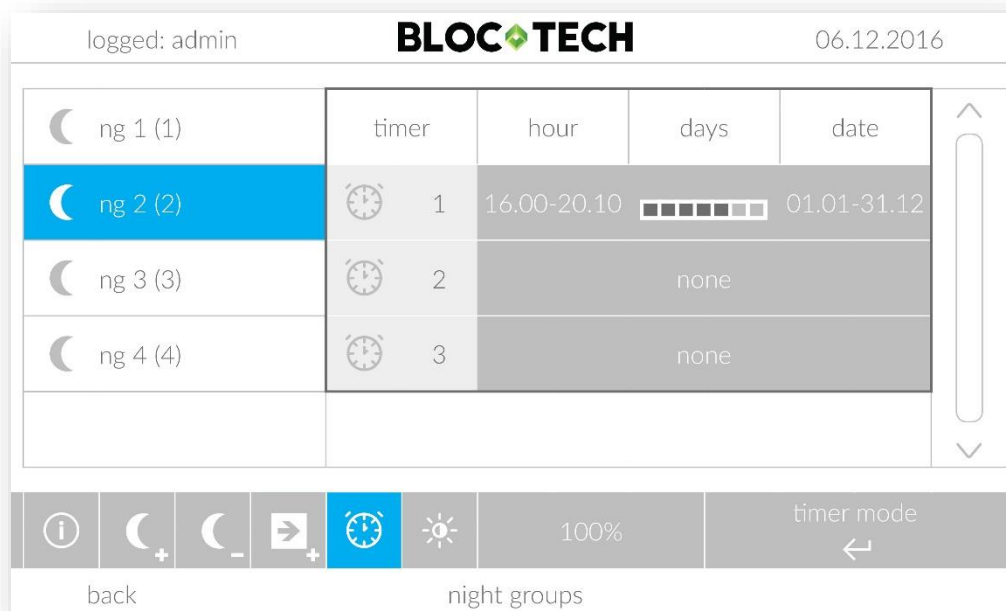 logged: admin BLOC TECH 06.12.2016
ng 1 (1) timer hour days date
ng 2 (2) 1 16.00-20.10 01.01-31.12
ng 3 (3) 2 none
ng 4 (4) 3 none
100% timer mode
back night groups